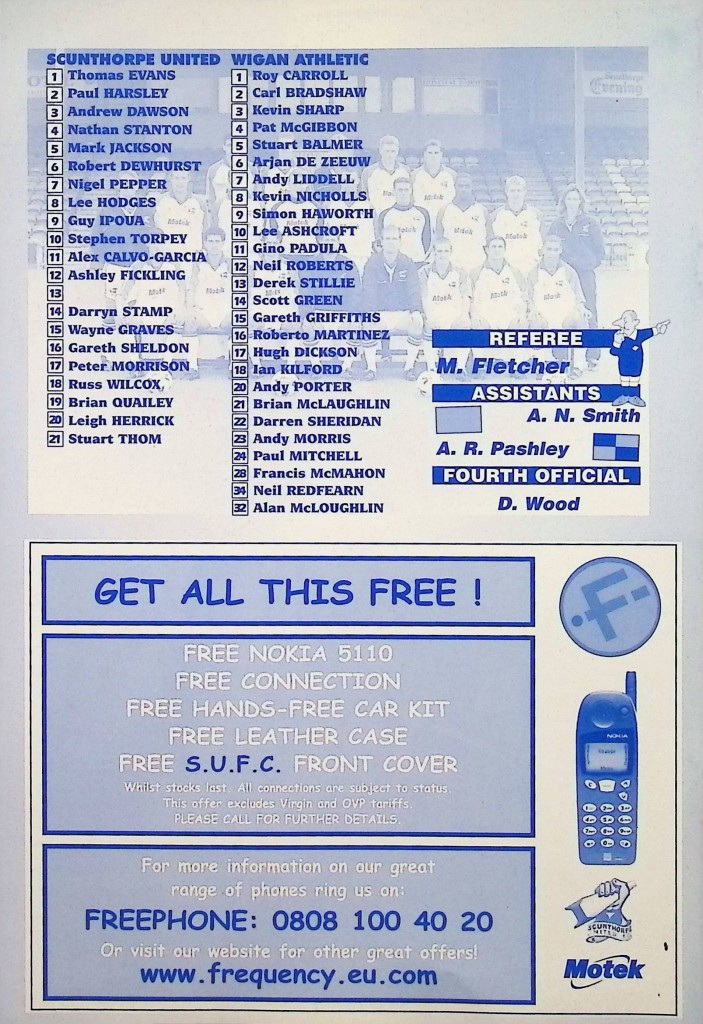 SCUNTHORPE UNITED
1 Thomas EVANS
2 Paul HARSLEY
3 Andrew DAWSON
4 Nathan STANTON
5 Mark JACKSON
6 Robert DEWHURST
7 Nigel PEPPER
8 Lee HODGES
9 Guy IPOUA
10 Stephen TORPEY
11 Alex CALVO-GARCIA
12 Ashley FICKLING
13
14 Darryn STAMP
15 Wayne GRAVES
16 Gareth SHELDON
17 Peter MORRISON
18 Russ WILCOX
19 Brian QUAILEY
20 Leigh HERRICK
21 Stuart THOM
WIGAN ATHLETIC
1 Roy CARROLL
2 Carl BRADSHAW
3 Kevin SHARP
4 Pat McGIBBON
5 Stuart BALMER
6 Arjan DE ZEEUW
7 Andy LIDDELL
8 Kevin NICHOLLS
9 Simon HAWORTH
10 Lee ASHCROFT
11 Gino PADULA
12 Neil ROBERTS
13 Derek STILLIE
14 Scott GREEN
15 Gareth GRIFFITHS
16 Roberto MARTINEZ
17 Hugh DICKSON
18 Ian KILFORD
20 Andy PORTER
21 Brian McLAUGHLIN
22 Darren SHERIDAN
23 Andy MORRIS
24 Paul MITCHELL
28 Francis McMAHON
34 Neil REDFEARN
32 Alan McLOUGHLIN
Scunthorpe
Evening
REFEREE
M. Fletcher
ASSISTANTS
A. N. Smith
A. R. Pashley
FOURTH OFFICIAL
D. Wood
GET ALL THIS FREE !
FREE NOKIA 5110
FREE CONNECTION
FREE HANDS-FREE CAR KIT
FREE LEATHER CASE
FREE S.U.F.C. FRONT COVER
Whilst stocks last. All connections are subject to status.
This offer excludes Virgin and OVP tariffs.
PLEASE CALL FOR FURTHER DETAILS.
For more information on our great
range of phones ring us on:
FREEPHONE: 0808 100 40 20
Or visit our website for other great offers!
www.frequency.eu.com
F
NOKIA
SCUNTHORPE
UNITED
Motek